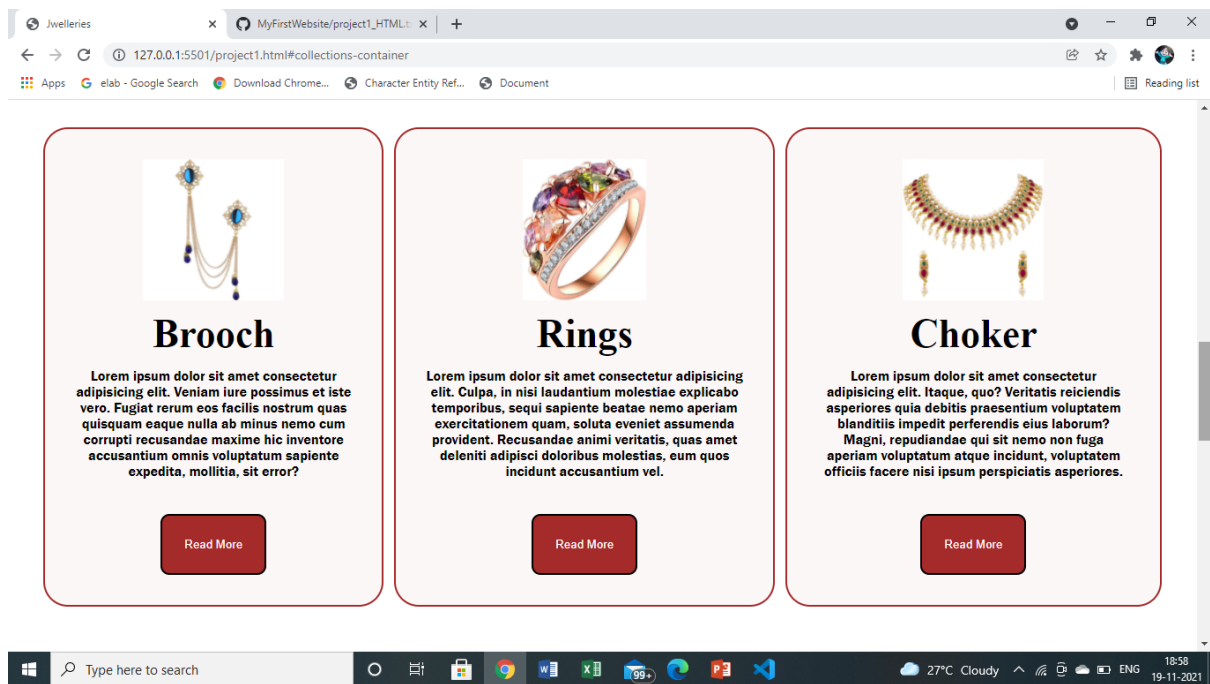 Jwelleries
MyFirstWebsite/project1_HTML.t
127.0.0.1:5501/project1.html#collections-container
Apps
elab - Google Search
Download Chrome...
Character Entity Ref...
Document
Reading list
Brooch
Lorem ipsum dolor sit amet consectetur
adipisicing elit. Veniam iure possimus et iste
vero. Fugiat rerum eos facilis nostrum quas
quisquam eaque nulla ab minus nemo cum
corrupti recusandae maxime hic inventore
accusantium omnis voluptatum sapiente
expedita, mollitia, sit error?
Read More
Rings
Lorem ipsum dolor sit amet consectetur adipisicing
elit. Culpa, in nisi laudantium molestiae explicabo
temporibus, sequi sapiente beatae nemo aperiam
exercitationem quam, soluta eveniet assumenda
provident. Recusandae animi veritatis, quas amet
deleniti adipisci doloribus molestias, eum quos
incidunt accusantium vel.
Read More
Choker
Lorem ipsum dolor sit amet consectetur
adipisicing elit. Itaque, quo? Veritatis reiciendis
asperiores quia debitis praesentium voluptatem
blanditiis impedit perferendis eius laborum?
Magni, repudiandae qui sit nemo non fuga
aperiam voluptatum atque incidunt, voluptatem
officiis facere nisi ipsum perspiciatis asperiores.
Read More
Type here to search
99+
27°C Cloudy
ENG
18:58
19-11-2021